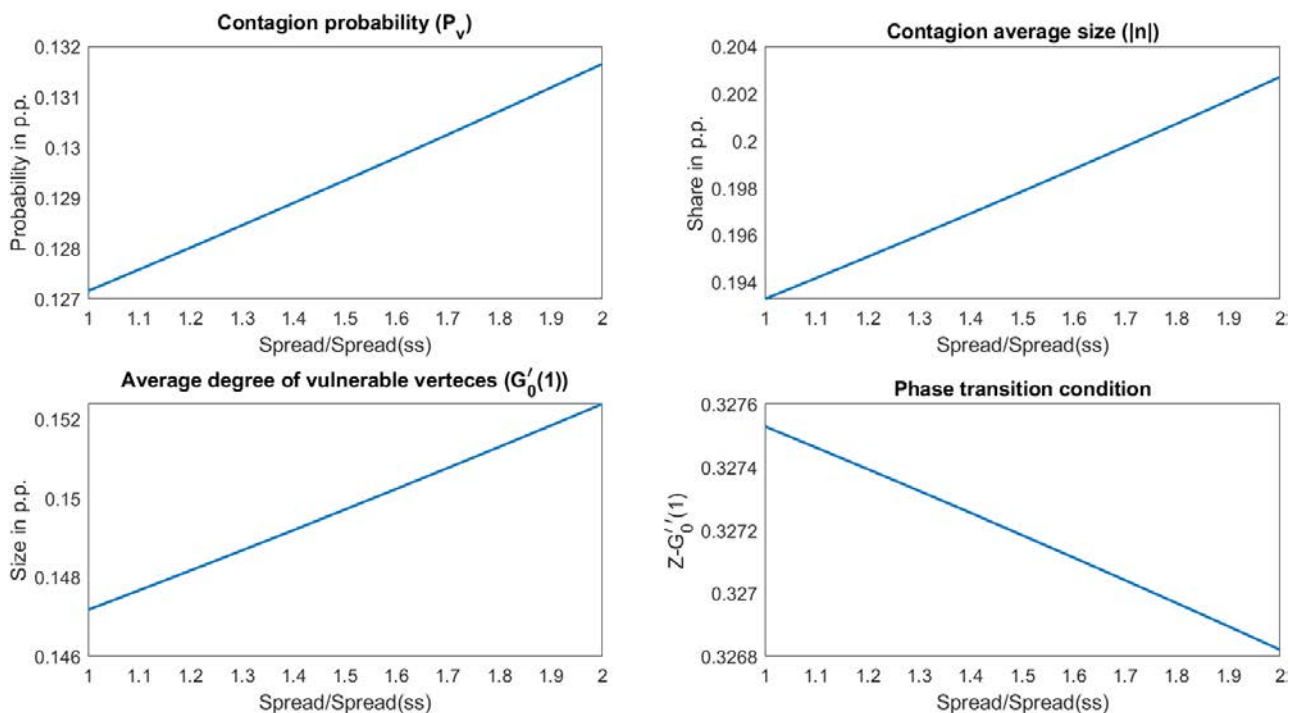 Contagion probability (Pv)
0.132
0.131
0.13
0.129
0.128
0.127
Probability in p.p.
1 1.1 1.2 1.3 1.4 1.5 1.6 1.7 1.8 1.9 2
Spread/Spread(ss)
Contagion average size (|n|)
0.204
0.202
0.2
0.198
0.196
0.194
Share in p.p.
1 1.1 1.2 1.3 1.4 1.5 1.6 1.7 1.8 1.9 2
Spread/Spread(ss)
Average degree of vulnerable verteces (G0′(1))
0.152
0.15
0.148
0.146
Size in p.p.
1 1.1 1.2 1.3 1.4 1.5 1.6 1.7 1.8 1.9 2
Spread/Spread(ss)
Phase transition condition
0.3276
0.3274
0.3272
0.327
0.3268
Z-G0′′(1)
1 1.1 1.2 1.3 1.4 1.5 1.6 1.7 1.8 1.9 2
Spread/Spread(ss)